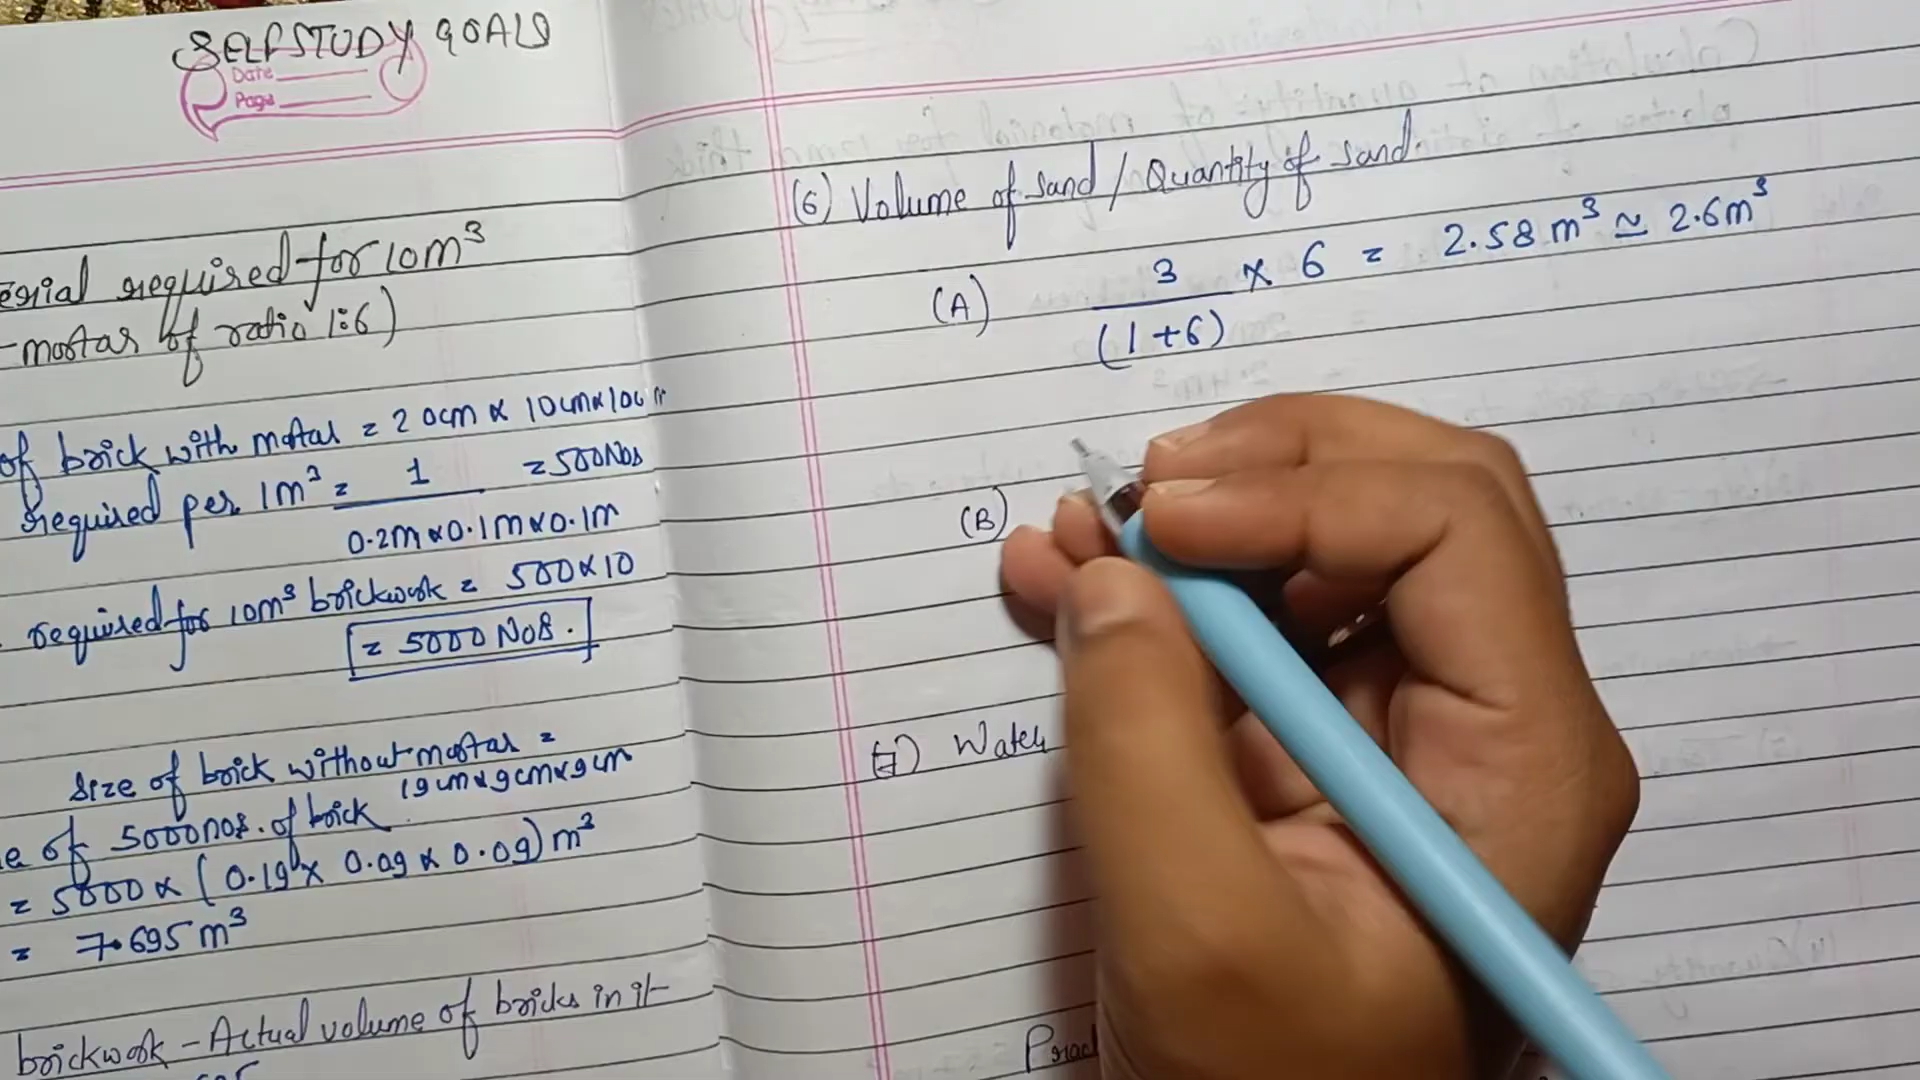 SELFSTUDY GOALS
Date
Page
required for 10m³
mortar of ratio 1:6)
of brick with mortar = 20cm × 10cm×10cm
required per 1m³ = 1 = 500Nos
0.2m×0.1m×0.1m
required for 10m³ brickwork = 500×10
= 5000 Nos.
Size of brick without mortar =
19cm×9cm×9cm
of 5000nos. of brick
= 5000 × (0.19 × 0.09 × 0.09) m³
= 7.695 m³
brickwork - Actual volume of bricks in it
(6) Volume of sand / Quantity of sand
(A) 3 × 6 = 2.58 m³ ≃ 2.6m³
(1+6)
(B)
(7) Water